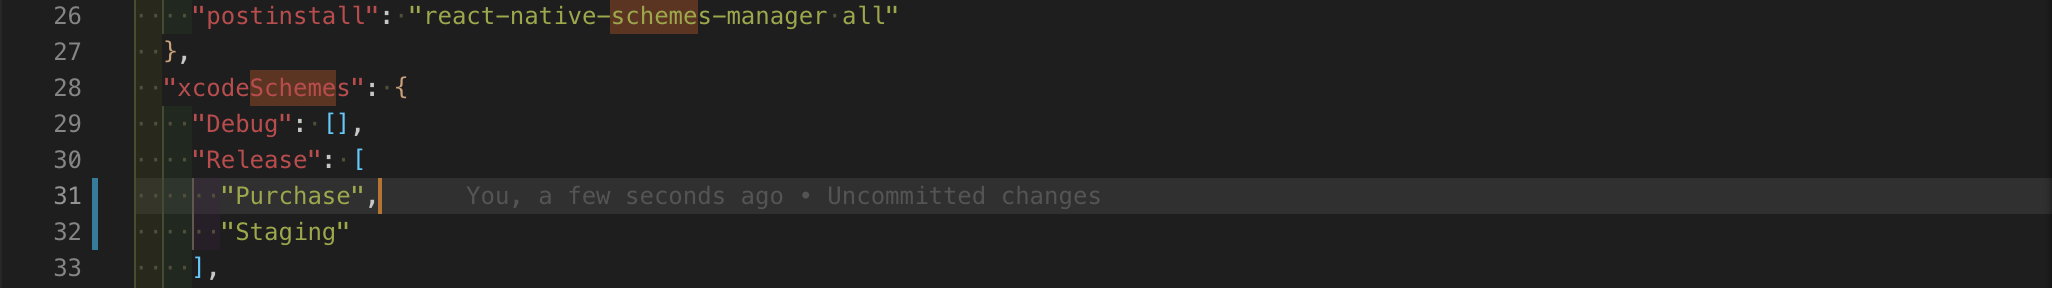 26 "postinstall": "react-native-schemes-manager all"
27 },
28 "xcodeSchemes": {
29 "Debug": [],
30 "Release": [
31 "Purchase", You, a few seconds ago • Uncommitted changes
32 "Staging"
33 ],